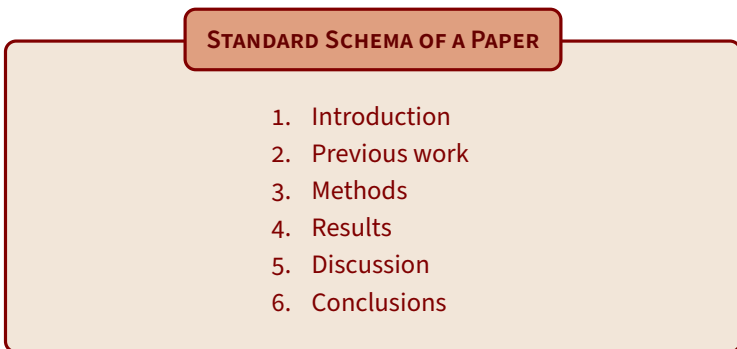 Standard Schema of a Paper
1. Introduction
2. Previous work
3. Methods
4. Results
5. Discussion
6. Conclusions